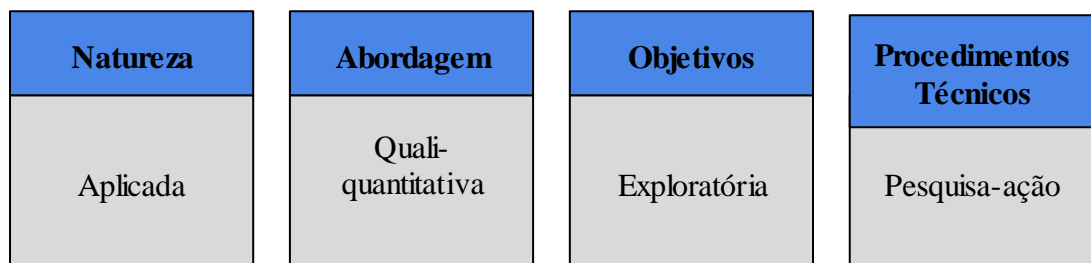 Natureza
Aplicada
Abordagem
Quali-
quantitativa
Objetivos
Exploratória
Procedimentos
Técnicos
Pesquisa-ação